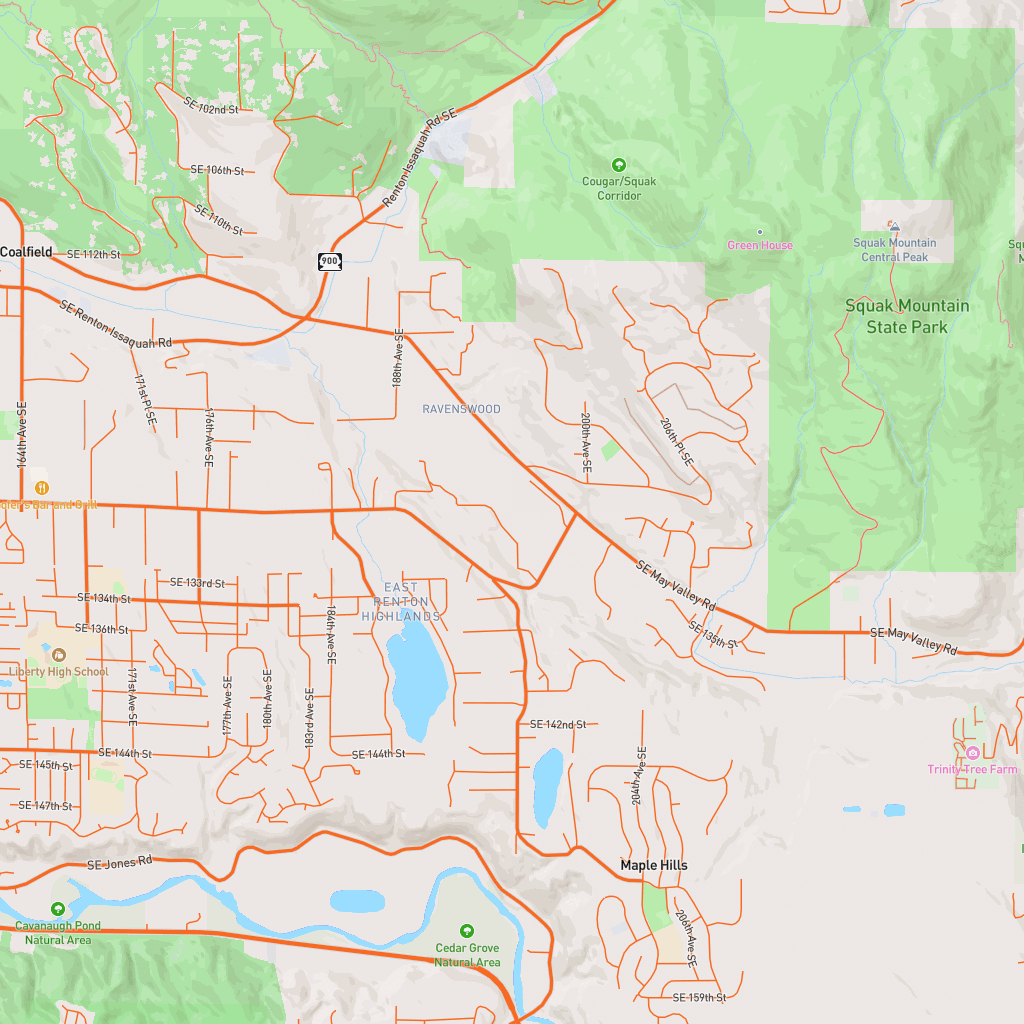 SE 102nd St
Renton Issaquah Rd SE
SE 106th St
Cougar/Squak
Corridor
SE 110th St
Green House
Squak Mountain
Central Peak
Coalfield
SE 112th St
900
Squak Mountain
State Park
SE Renton Issaquah Rd
188th Ave SE
171st Pl SE
RAVENSWOOD
164th Ave SE
176th Ave SE
200th Ave SE
206th Pl SE
Bar and Grill
SE 133rd St
SE May Valley Rd
EAST
RENTON
HIGHLANDS
SE 134th St
184th Ave SE
SE 136th St
SE 135th St
SE May Valley Rd
Liberty High School
171st Ave SE
177th Ave SE
180th Ave SE
183rd Ave SE
SE 142nd St
SE 144th St
SE 144th St
SE 145th St
204th Ave SE
Trinity Tree Farm
SE 147th St
SE Jones Rd
Maple Hills
Cavanaugh Pond
Natural Area
206th Ave SE
Cedar Grove
Natural Area
SE 159th St